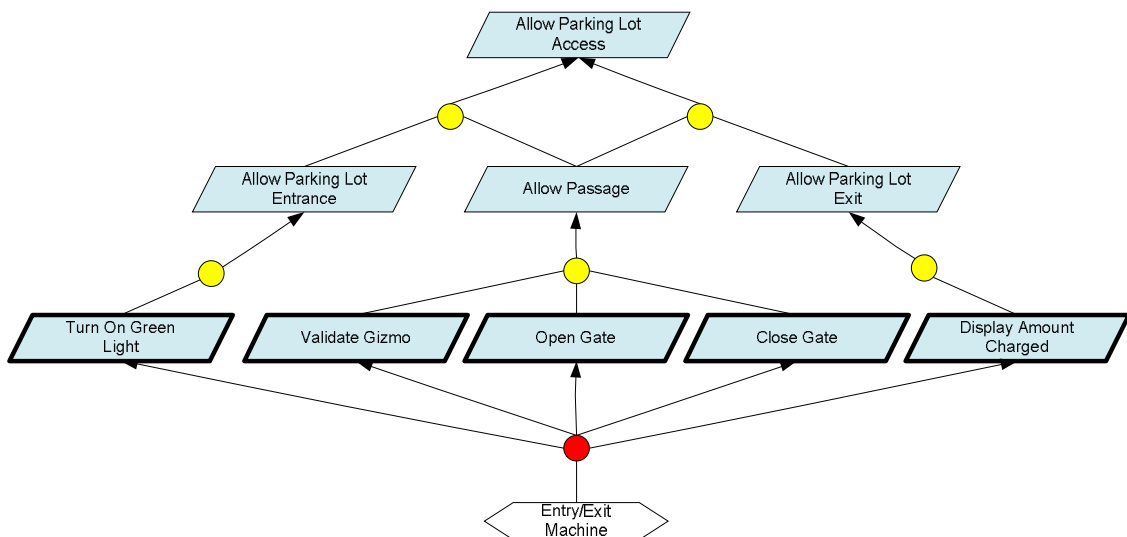 Allow Parking Lot
Access
Allow Parking Lot
Entrance
Allow Passage
Allow Parking Lot
Exit
Turn On Green
Light
Validate Gizmo
Open Gate
Close Gate
Display Amount
Charged
Entry/Exit
Machine